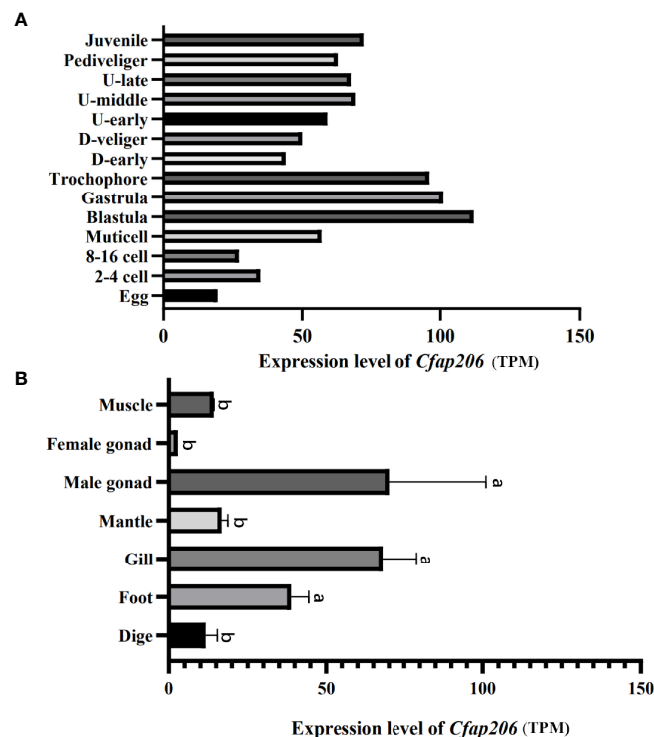 A
Juvenile
Pediveliger
U-late
U-middle
U-early
D-veliger
D-early
Trochophore
Gastrula
Blastula
Muticell
8-16 cell
2-4 cell
Egg
0 50 100 150
Expression level of Cfap206 (TPM)
B
Muscle b
Female gonad b
Male gonad a
Mantle b
Gill a
Foot a
Dige b
0 50 100 150
Expression level of Cfap206 (TPM)